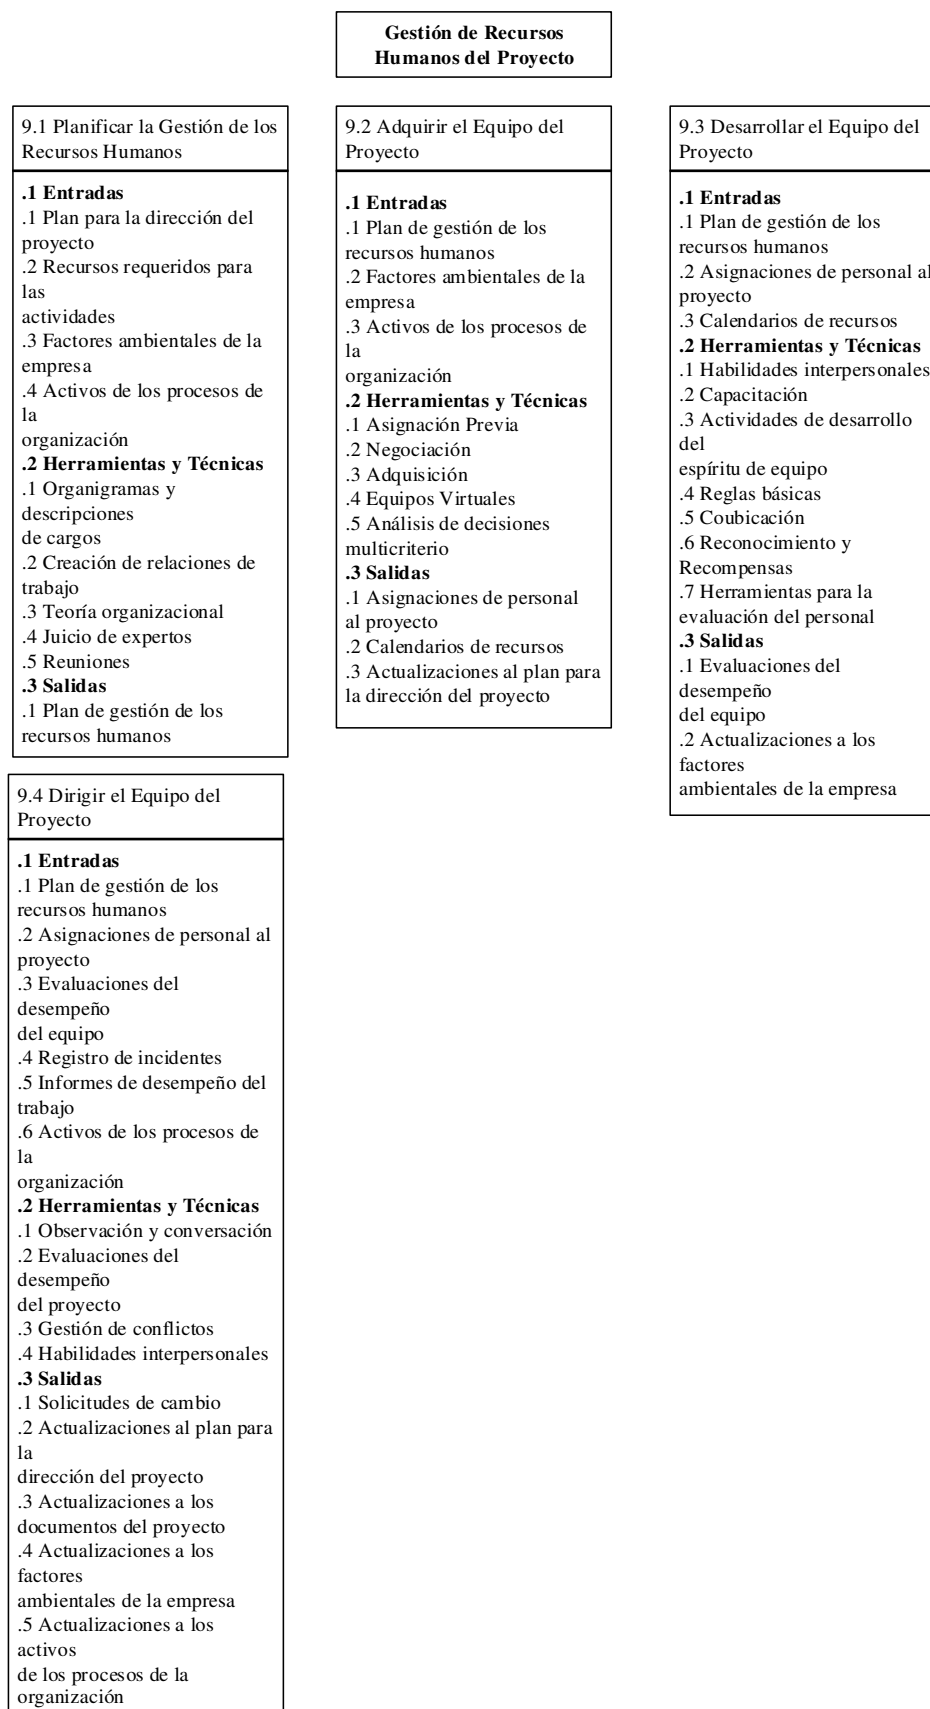 Gestión de Recursos
Humanos del Proyecto
9.1 Planificar la Gestión de los
Recursos Humanos
.1 Entradas
.1 Plan para la dirección del
proyecto
.2 Recursos requeridos para
las
actividades
.3 Factores ambientales de la
empresa
.4 Activos de los procesos de
la
organización
.2 Herramientas y Técnicas
.1 Organigramas y
descripciones
de cargos
.2 Creación de relaciones de
trabajo
.3 Teoría organizacional
.4 Juicio de expertos
.5 Reuniones
.3 Salidas
.1 Plan de gestión de los
recursos humanos
9.2 Adquirir el Equipo del
Proyecto
.1 Entradas
.1 Plan de gestión de los
recursos humanos
.2 Factores ambientales de la
empresa
.3 Activos de los procesos de
la
organización
.2 Herramientas y Técnicas
.1 Asignación Previa
.2 Negociación
.3 Adquisición
.4 Equipos Virtuales
.5 Análisis de decisiones
multicriterio
.3 Salidas
.1 Asignaciones de personal
al proyecto
.2 Calendarios de recursos
.3 Actualizaciones al plan para
la dirección del proyecto
9.3 Desarrollar el Equipo del
Proyecto
.1 Entradas
.1 Plan de gestión de los
recursos humanos
.2 Asignaciones de personal al
proyecto
.3 Calendarios de recursos
.2 Herramientas y Técnicas
.1 Habilidades interpersonales
.2 Capacitación
.3 Actividades de desarrollo
del
espíritu de equipo
.4 Reglas básicas
.5 Coubicación
.6 Reconocimiento y
Recompensas
.7 Herramientas para la
evaluación del personal
.3 Salidas
.1 Evaluaciones del
desempeño
del equipo
.2 Actualizaciones a los
factores
ambientales de la empresa
9.4 Dirigir el Equipo del
Proyecto
.1 Entradas
.1 Plan de gestión de los
recursos humanos
.2 Asignaciones de personal al
proyecto
.3 Evaluaciones del
desempeño
del equipo
.4 Registro de incidentes
.5 Informes de desempeño del
trabajo
.6 Activos de los procesos de
la
organización
.2 Herramientas y Técnicas
.1 Observación y conversación
.2 Evaluaciones del
desempeño
del proyecto
.3 Gestión de conflictos
.4 Habilidades interpersonales
.3 Salidas
.1 Solicitudes de cambio
.2 Actualizaciones al plan para
la
dirección del proyecto
.3 Actualizaciones a los
documentos del proyecto
.4 Actualizaciones a los
factores
ambientales de la empresa
.5 Actualizaciones a los
activos
de los procesos de la
organización